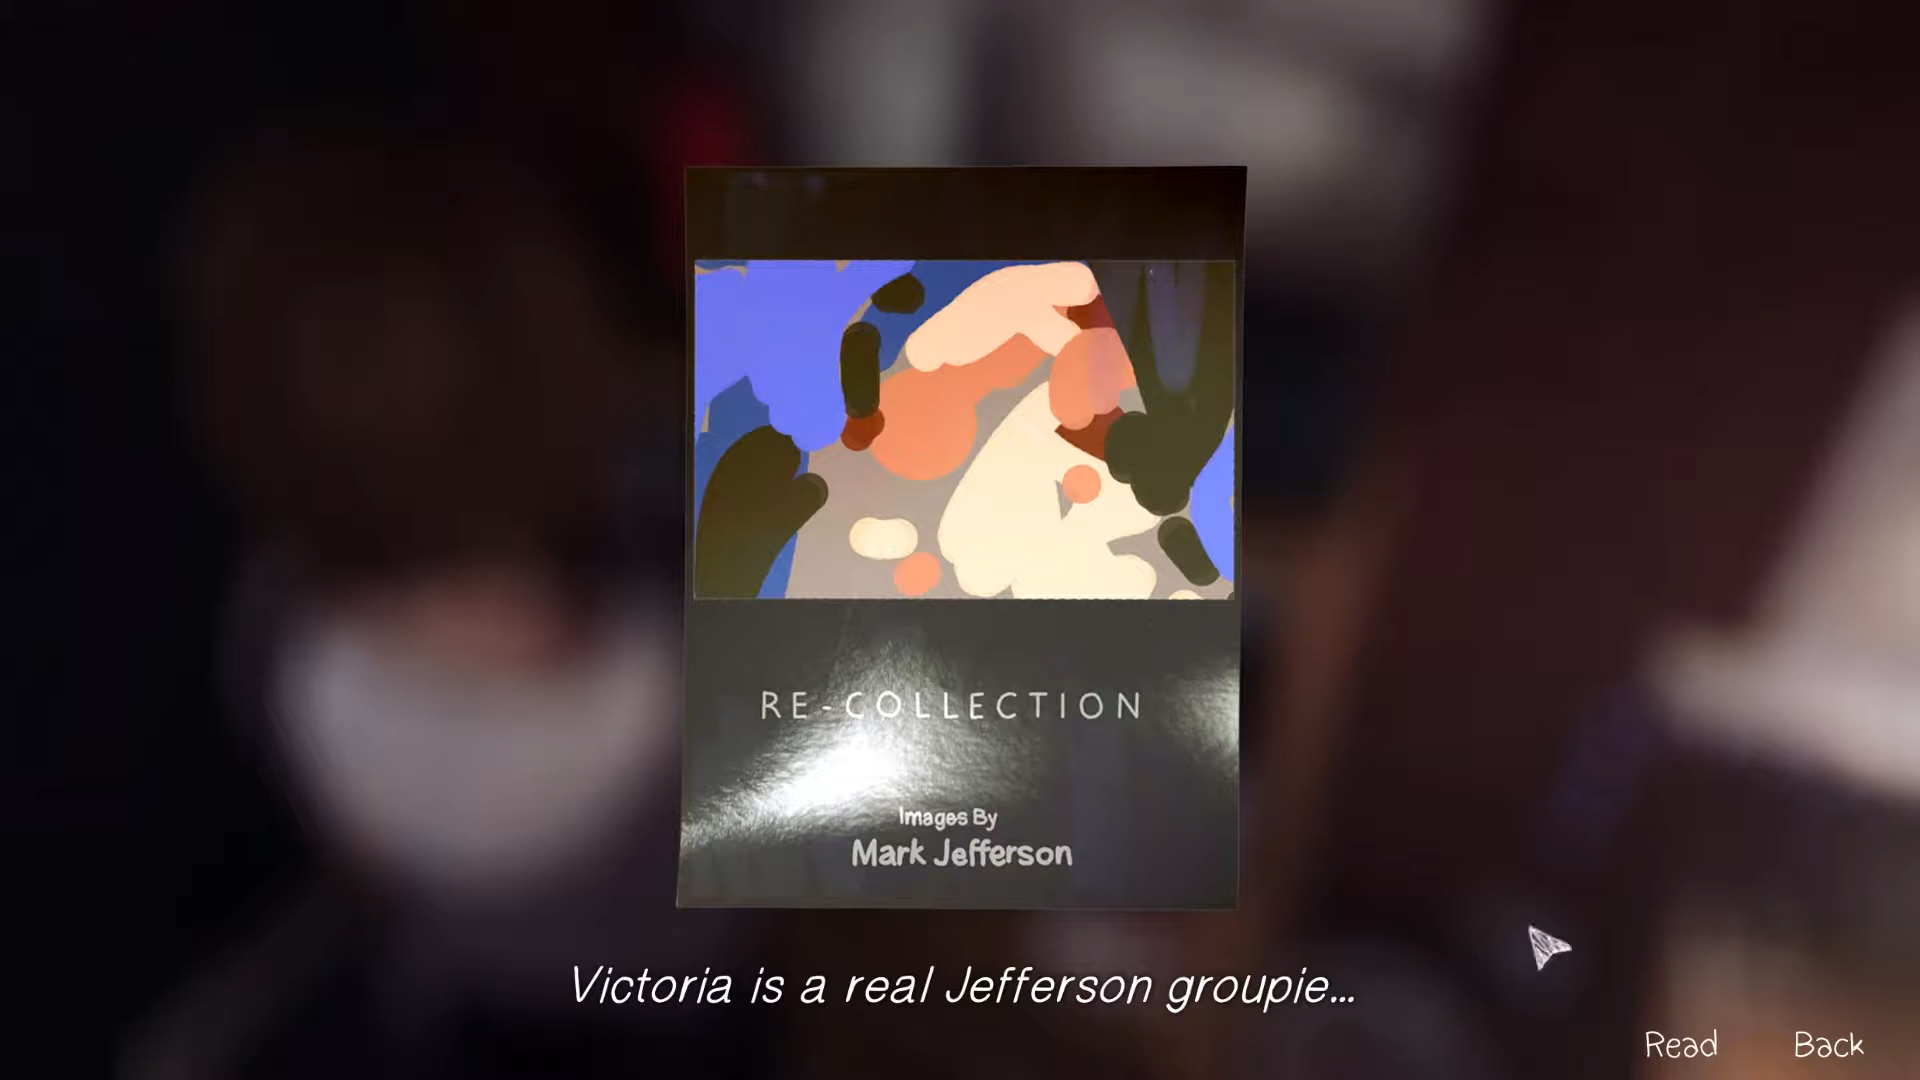 RE-COLLECTION
Images By
Mark Jefferson
Victoria is a real Jefferson groupie...
Read Back